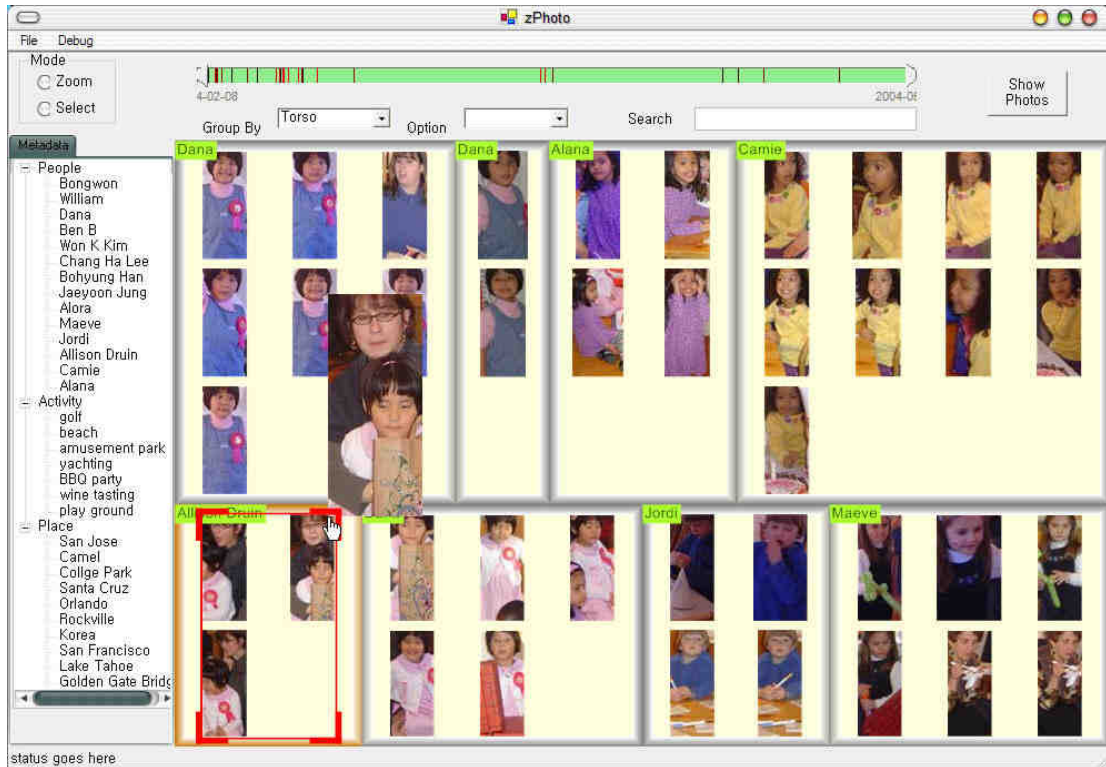 zPhoto
File Debug
Mode
Zoom
Select
4-02-08
Group By Torso Option Search
Show
Photos
Metadata
People
Bongwon
William
Dana
Ben B
Won K Kim
Chang Ha Lee
Bohyung Han
Jaeyoon Jung
Alora
Maeve
Jordi
Allison Druin
Camie
Alana
Activity
golf
beach
amusement park
yachting
BBQ party
wine tasting
play ground
Place
San Jose
Camel
Collge Park
Santa Cruz
Orlando
Rockville
Korea
San Francisco
Lake Tahoe
Golden Gate Bridg
Dana
Dana
Alana
Camie
Allison Druin
Jordi
Maeve
status goes here